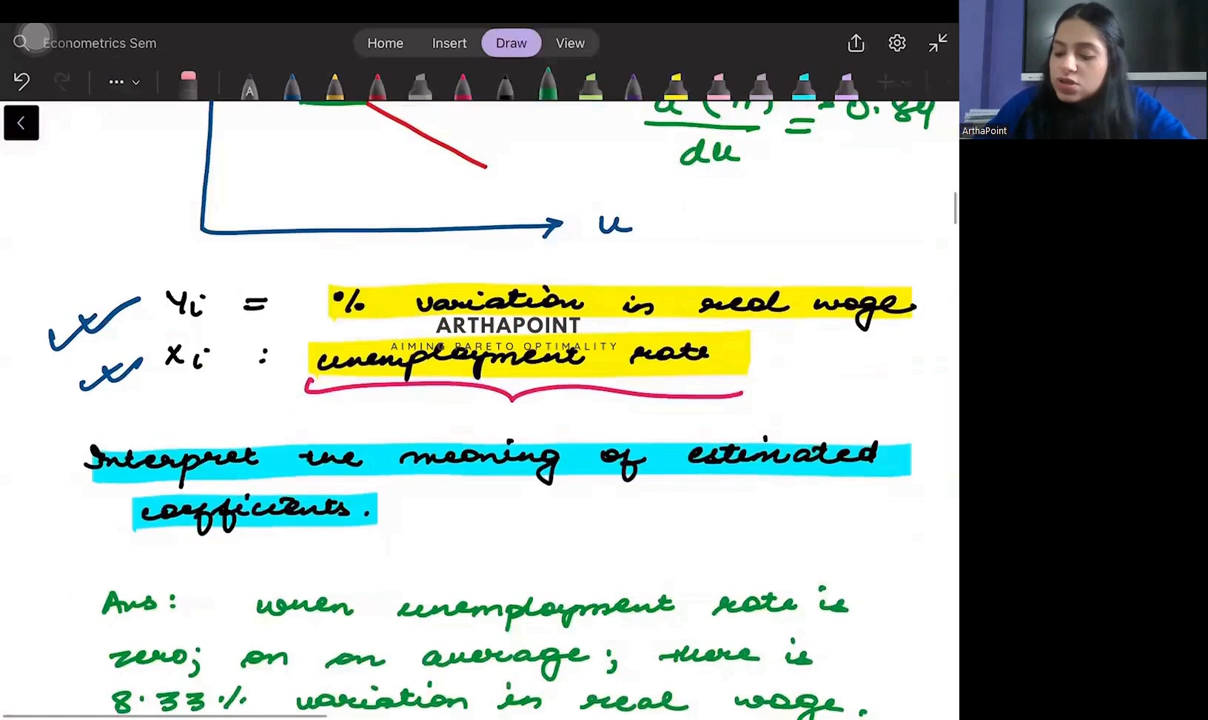 Econometrics Sem
Home Insert Draw View
ArthaPoint
= -0.84
du
u
Yi = % variation in real wage
ARTHAPOINT
AIMING PARETO OPTIMALITY
Xi : unemployment rate
Interpret the meaning of estimated
coefficients.
Ans: when unemployment rate is
zero; on an average; there is
8.33% variation in real wage.